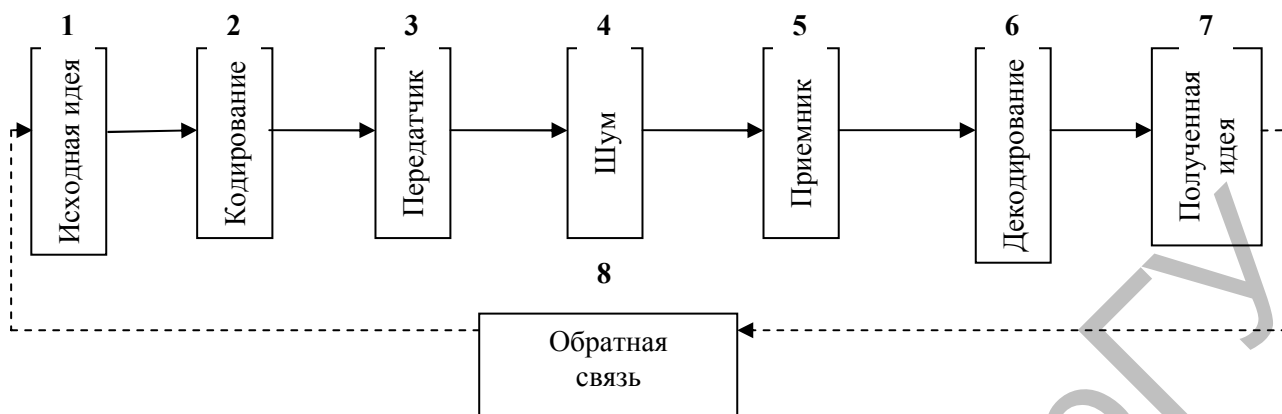 1
2
3
4
5
6
7
Исходная идея
Кодирование
Передатчик
Шум
Приемник
Декодирование
Полученная
идея
8
Обратная
связь
РГУ